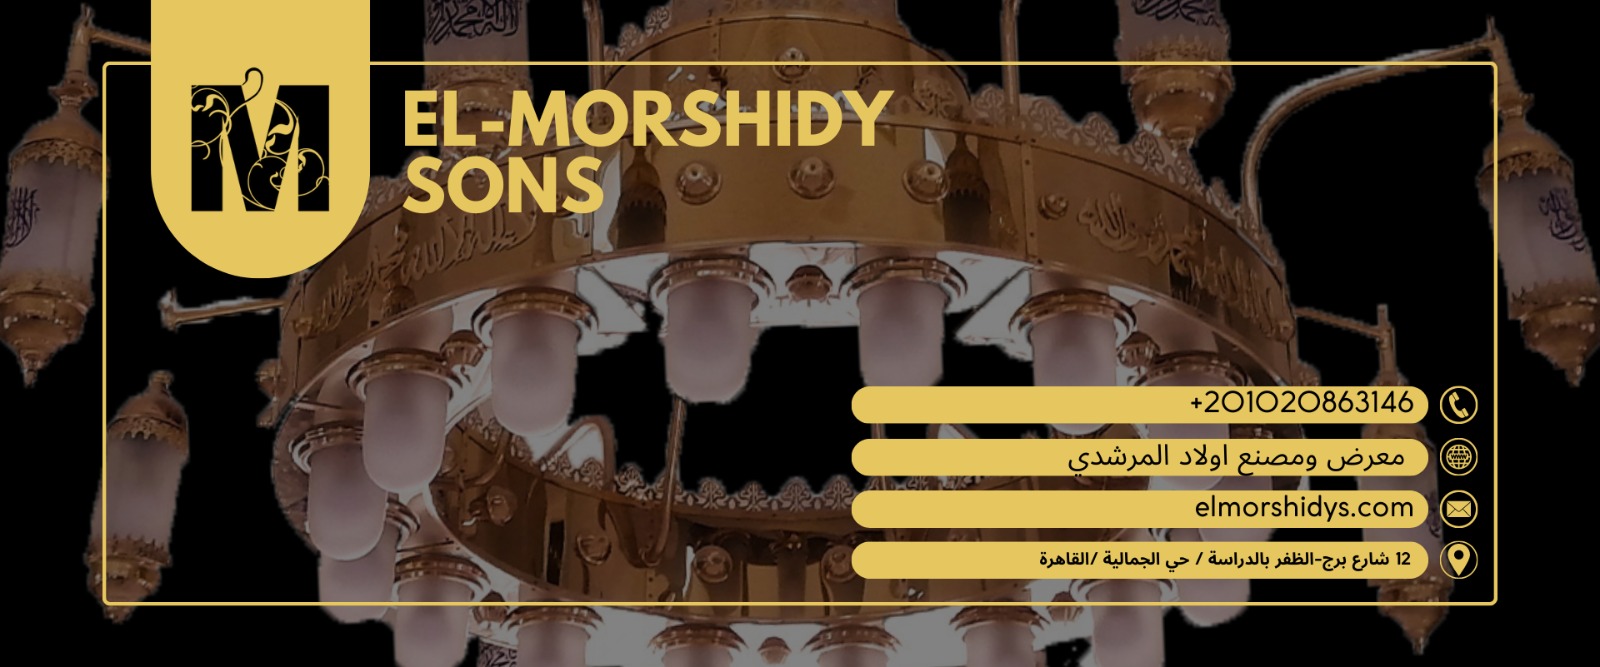 M
EL-MORSHIDY
SONS
+201020863146
معرض ومصنع اولاد المرشدي
elmorshidys.com
12 شارع برج-الظفر بالدراسة / حي الجمالية /القاهرة